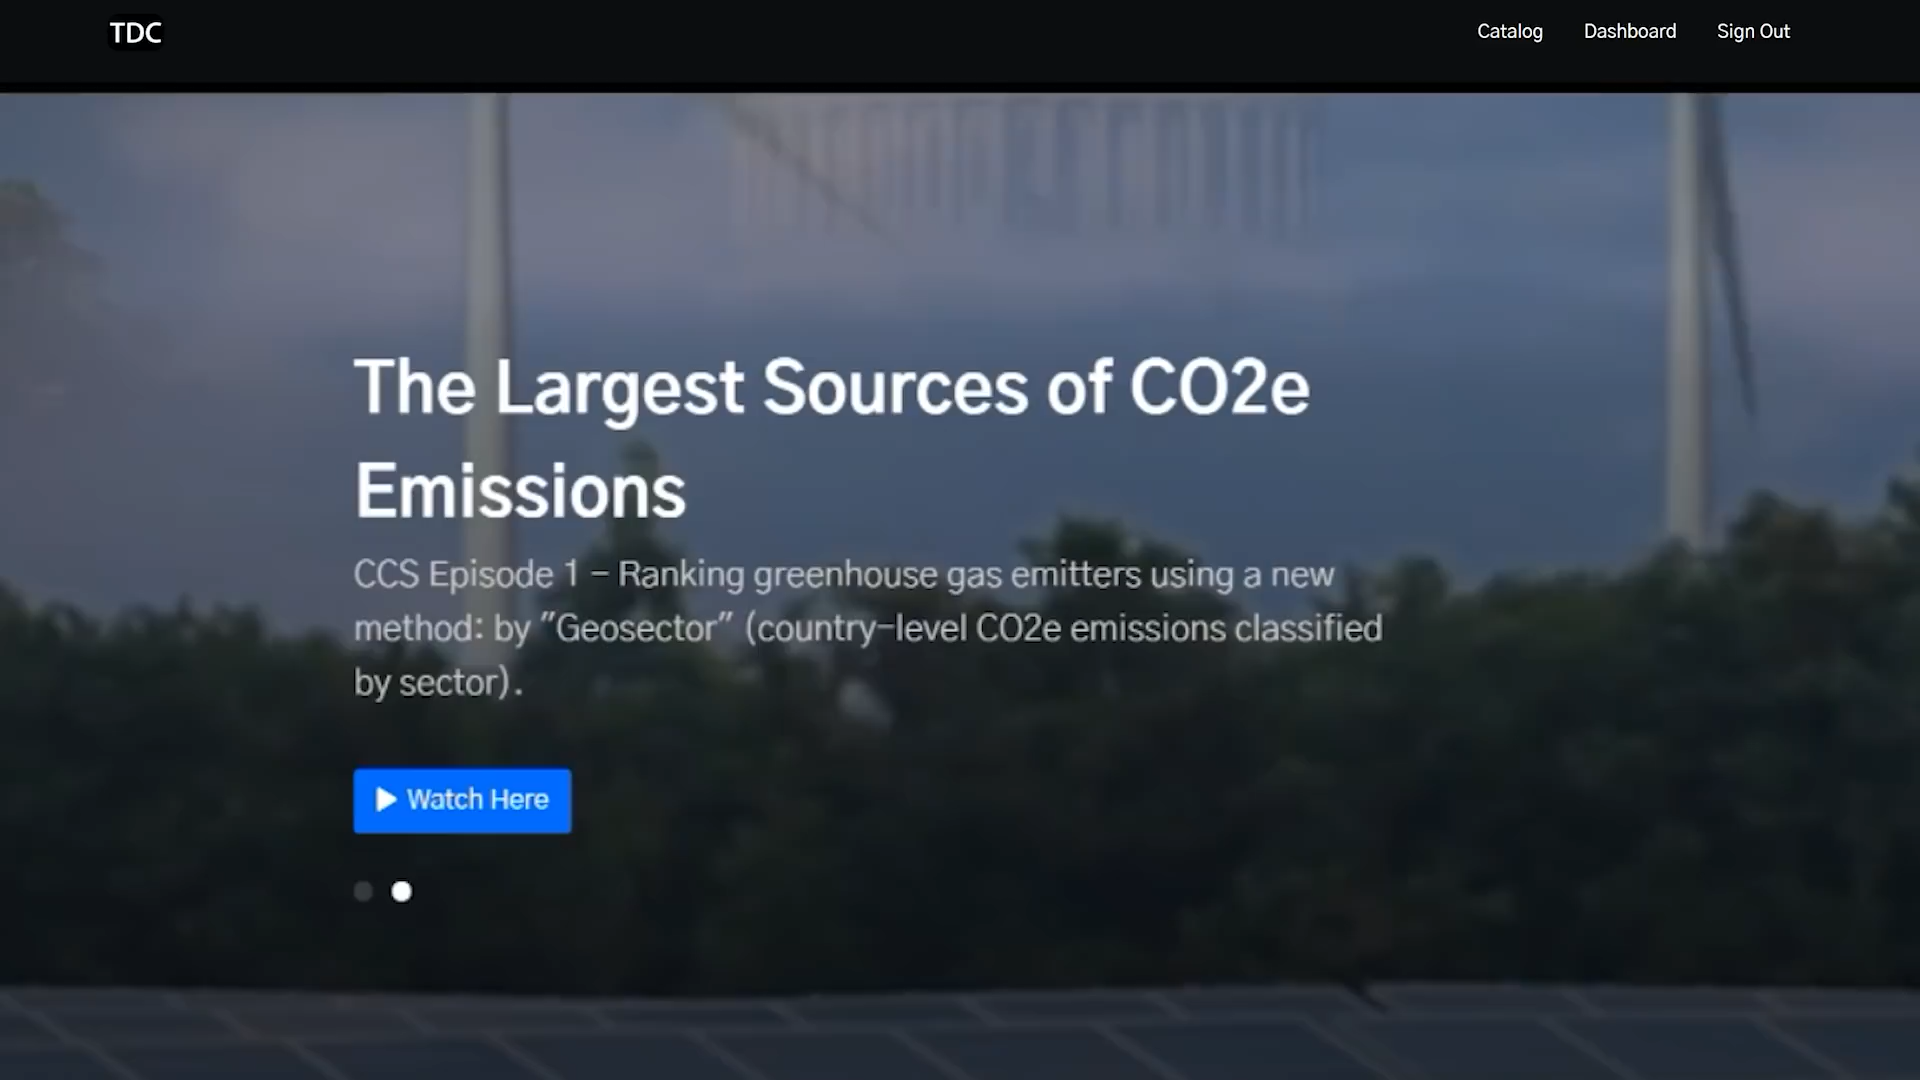 TDC
Catalog
Dashboard
Sign Out
The Largest Sources of CO2e
Emissions
CCS Episode 1 – Ranking greenhouse gas emitters using a new
method: by "Geosector" (country-level CO2e emissions classified
by sector).
Watch Here